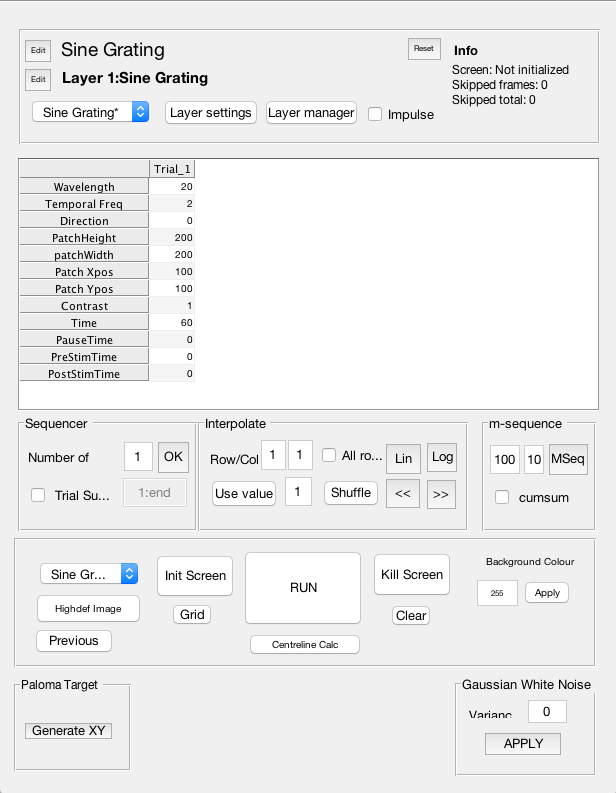 Edit Sine Grating Reset Info
Edit Layer 1:Sine Grating Screen: Not initialized
Skipped frames: 0
Skipped total: 0
Sine Grating* Layer settings Layer manager Impulse
Trial_1
Wavelength 20
Temporal Freq 2
Direction 0
PatchHeight 200
patchWidth 200
Patch Xpos 100
Patch Ypos 100
Contrast 1
Time 60
PauseTime 0
PreStimTime 0
PostStimTime 0
Sequencer
Number of 1 OK
Trial Su... 1:end
Interpolate
Row/Col 1 1 All ro... Lin Log
Use value 1 Shuffle << >>
m-sequence
100 10 MSeq
cumsum
Sine Gr... Init Screen RUN Kill Screen Background Colour
255 Apply
Highdef Image Grid Clear
Previous Centreline Calc
Paloma Target
Generate XY
Gaussian White Noise
Varianc 0
APPLY